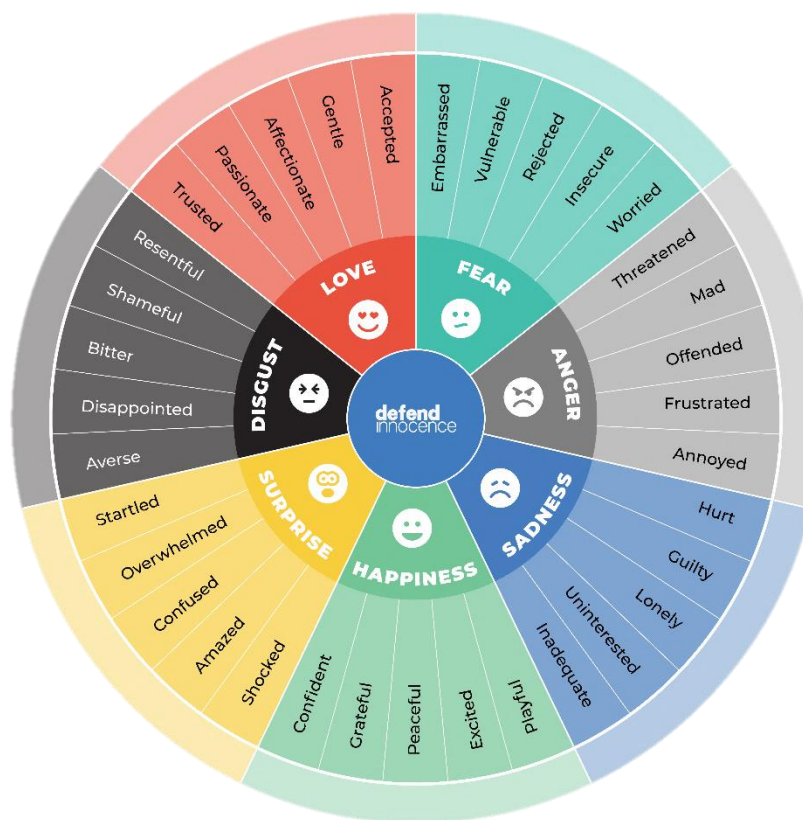 defend
innocence
LOVE
Trusted
Passionate
Affectionate
Gentle
Accepted
FEAR
Embarrassed
Vulnerable
Rejected
Insecure
Worried
ANGER
Threatened
Mad
Offended
Frustrated
Annoyed
SADNESS
Hurt
Guilty
Lonely
Uninterested
Inadequate
HAPPINESS
Playful
Excited
Peaceful
Grateful
Confident
SURPRISE
Shocked
Amazed
Confused
Overwhelmed
Startled
DISGUST
Averse
Disappointed
Bitter
Shameful
Resentful